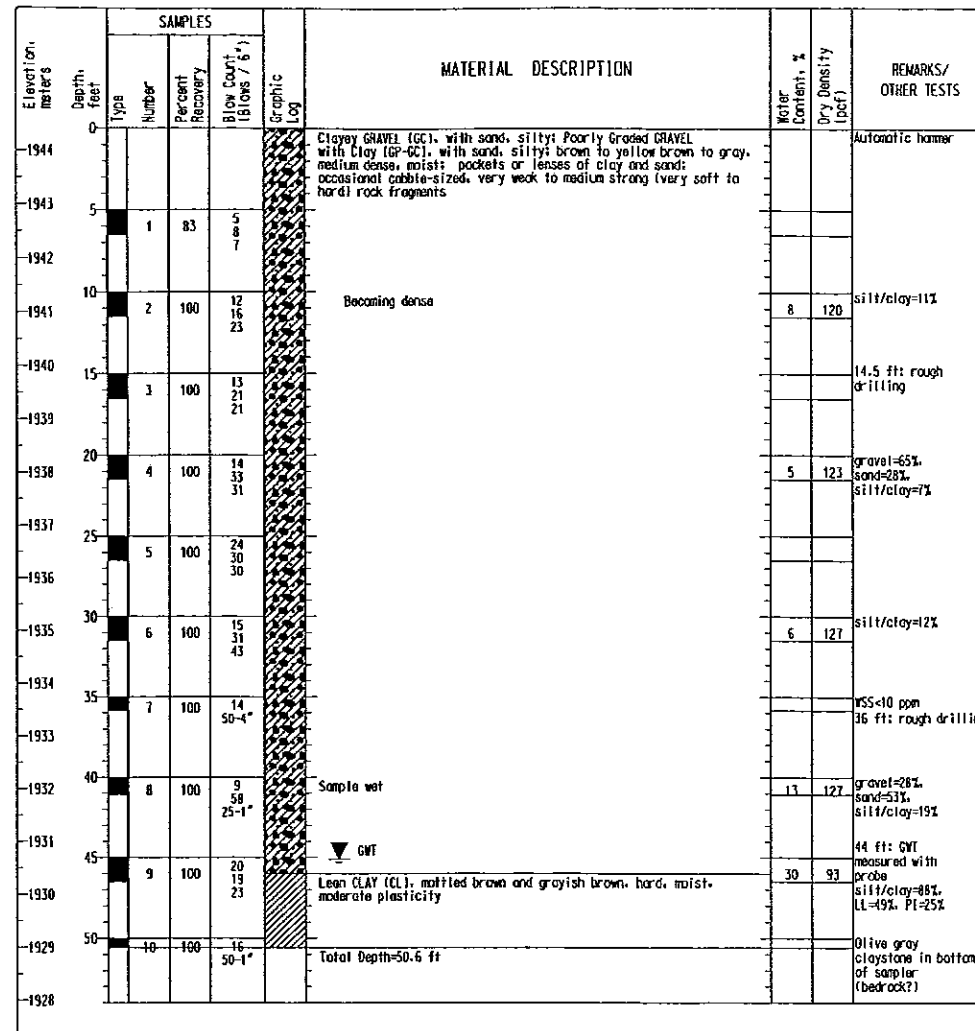 SAMPLES
Elevation, meters
Depth, feet
Type
Number
Percent Recovery
Blow Count (Blows / 6")
Graphic Log
MATERIAL DESCRIPTION
Water Content, %
Dry Density (pcf)
REMARKS/
OTHER TESTS
0
Clayey GRAVEL (GC), with sand, silty; Poorly Graded GRAVEL
with Clay (GP-GC), with sand, silty; brown to yellow brown to gray,
medium dense, moist; pockets or lenses of clay and sand;
occasional cobble-sized, very weak to medium strong (very soft to
hard) rock fragments
Automatic hammer
1944
1943
5
1 83 5
8
7
1942
10
2 100 12
16
23
Becoming dense
8 120
silt/clay=11%
1941
1940
15
3 100 13
21
21
14.5 ft: rough
drilling
1939
20
4 100 14
33
31
5 123
gravel=65%,
sand=28%,
silt/clay=7%
1938
1937
25
5 100 24
30
30
1936
30
6 100 15
31
43
6 127
silt/clay=12%
1935
1934
35
7 100 14
50-4"
WSS<10 ppm
36 ft: rough drilli
1933
40
8 100 9
58
25-1"
Sample wet
13 127
gravel=28%,
sand=53%,
silt/clay=19%
1932
1931
GWT
44 ft: GWT
measured with
probe
45
9 100 20
19
23
Lean CLAY (CL), mottled brown and grayish brown, hard, moist,
moderate plasticity
30 93
silt/clay=88%,
LL=49%, PI=25%
1930
50
10 100 16
50-1"
Total Depth=50.6 ft
Olive gray
claystone in bottom
of sampler
(bedrock?)
1929
1928